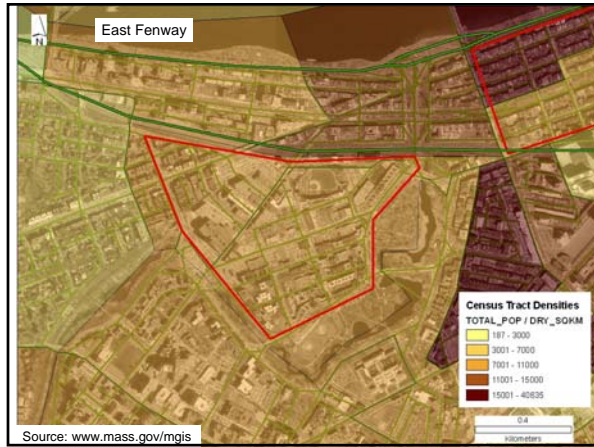 N
East Fenway
Census Tract Densities
TOTAL_POP / DRY_SQKM
187 - 3000
3001 - 7000
7001 - 11000
11001 - 15000
15001 - 40635
0.4
Kilometers
Source: www.mass.gov/mgis